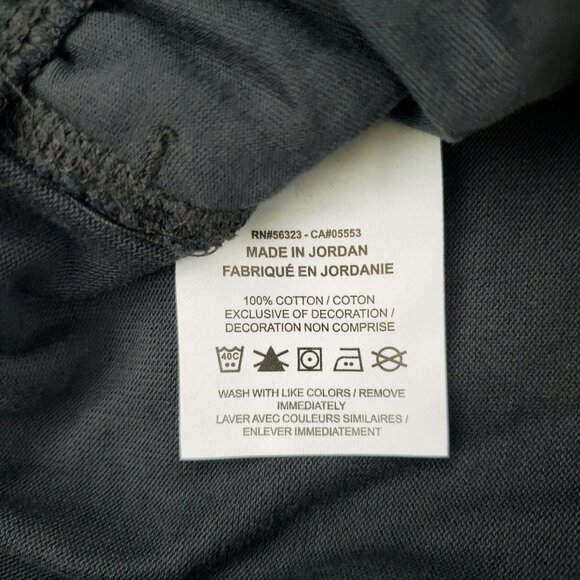 RN#56323 - CA#05553
MADE IN JORDAN
FABRIQUÉ EN JORDANIE
100% COTTON / COTON
EXCLUSIVE OF DECORATION /
DECORATION NON COMPRISE
40C
WASH WITH LIKE COLORS / REMOVE
IMMEDIATELY
LAVER AVEC COULEURS SIMILAIRES /
ENLEVER IMMEDIATEMENT